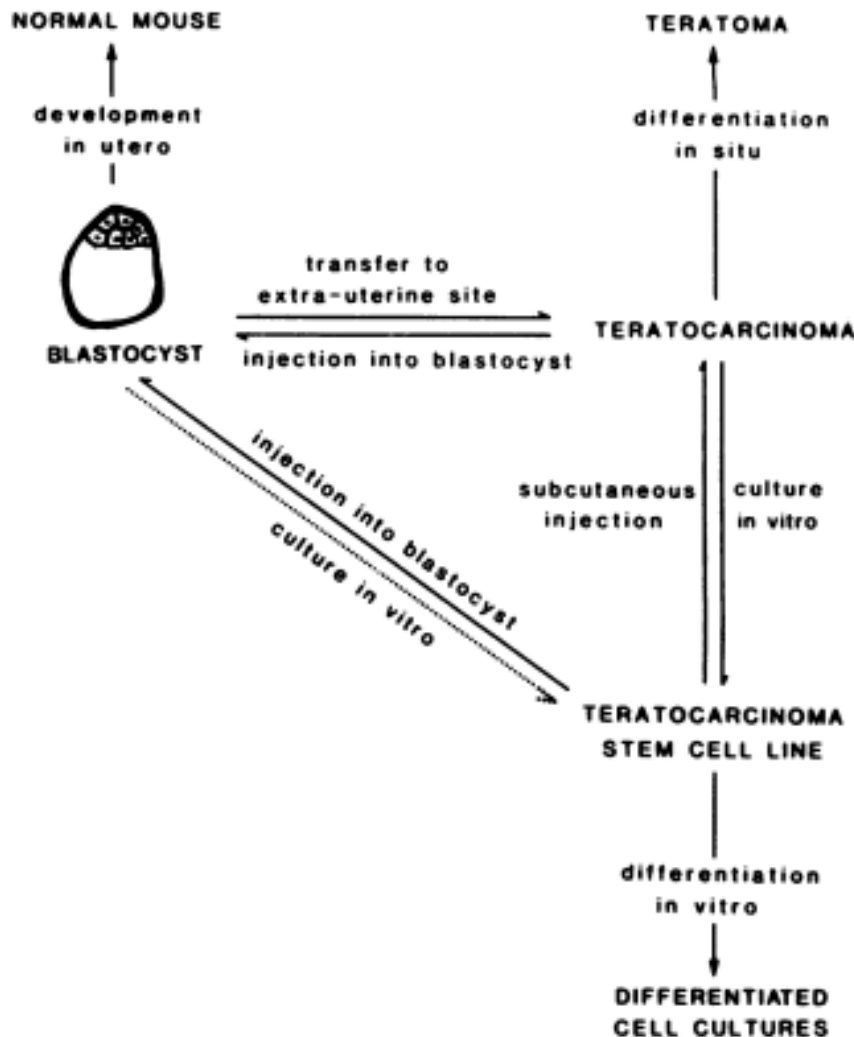 NORMAL MOUSE
TERATOMA
development
in utero
differentiation
in situ
transfer to
extra-uterine site
BLASTOCYST
injection into blastocyst
TERATOCARCINOMA
injection into blastocyst
culture in vitro
subcutaneous
injection
culture
in vitro
TERATOCARCINOMA
STEM CELL LINE
differentiation
in vitro
DIFFERENTIATED
CELL CULTURES